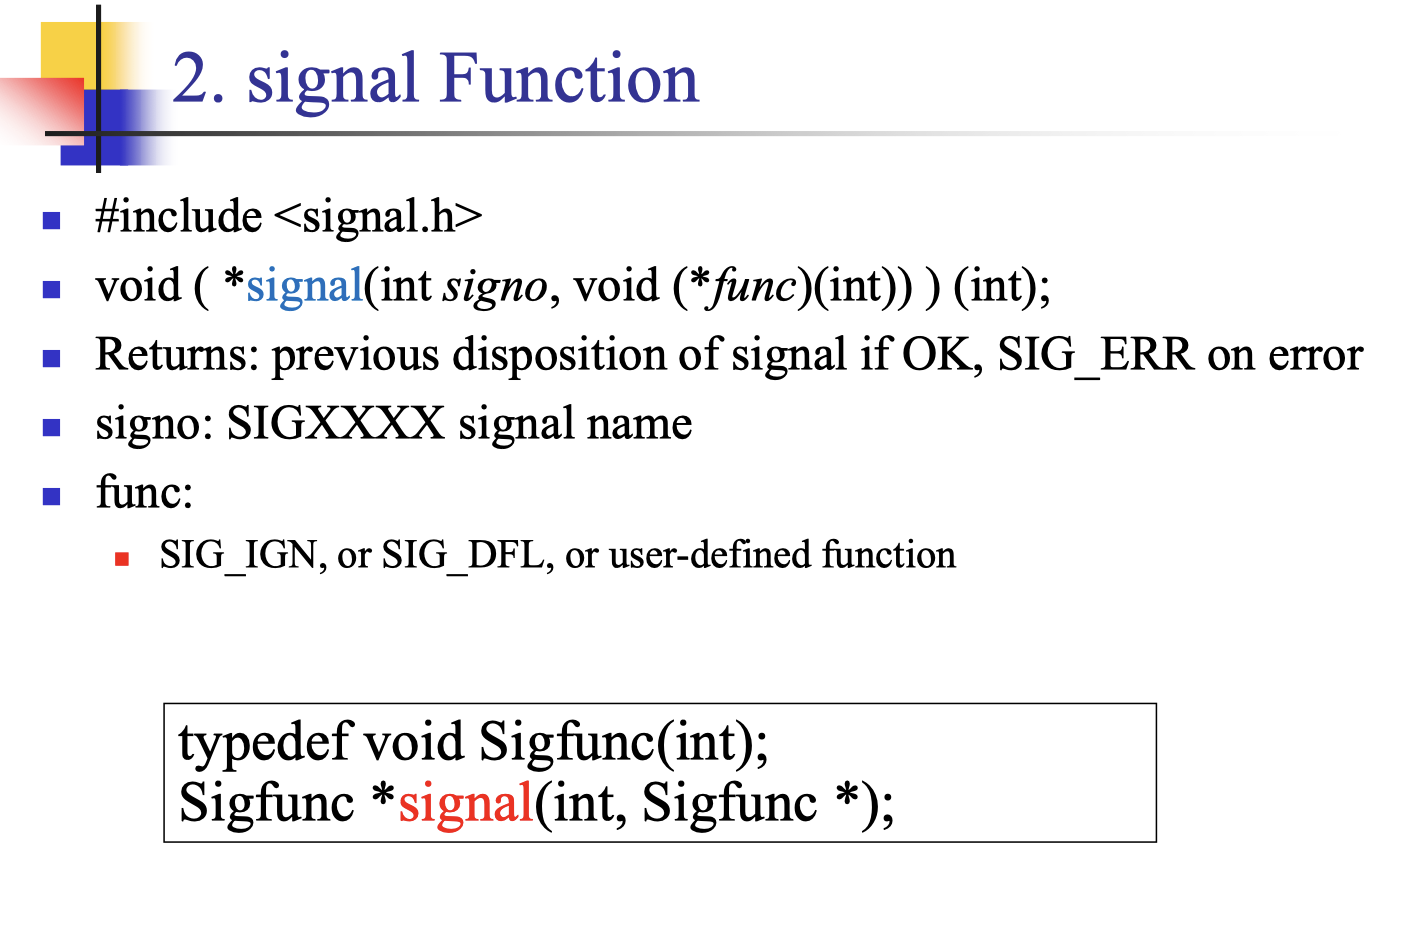 2. signal Function
#include <signal.h>
void ( *signal(int signo, void (*func)(int)) ) (int);
Returns: previous disposition of signal if OK, SIG_ERR on error
signo: SIGXXXX signal name
func:
SIG_IGN, or SIG_DFL, or user-defined function
typedef void Sigfunc(int);
Sigfunc *signal(int, Sigfunc *);